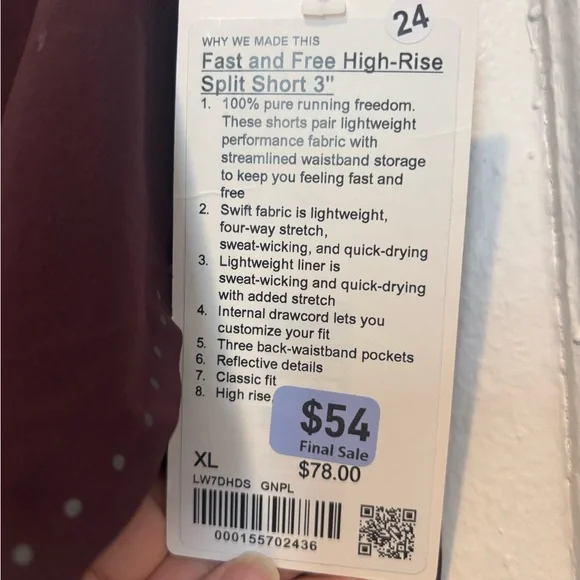 24
WHY WE MADE THIS
Fast and Free High-Rise
Split Short 3"
1. 100% pure running freedom.
These shorts pair lightweight
performance fabric with
streamlined waistband storage
to keep you feeling fast and
free
2. Swift fabric is lightweight,
four-way stretch,
sweat-wicking, and quick-drying
3. Lightweight liner is
sweat-wicking and quick-drying
with added stretch
4. Internal drawcord lets you
customize your fit
5. Three back-waistband pockets
6. Reflective details
7. Classic fit
8. High rise
$54
Final Sale
XL
$78.00
LW7DHDS GNPL
000155702436